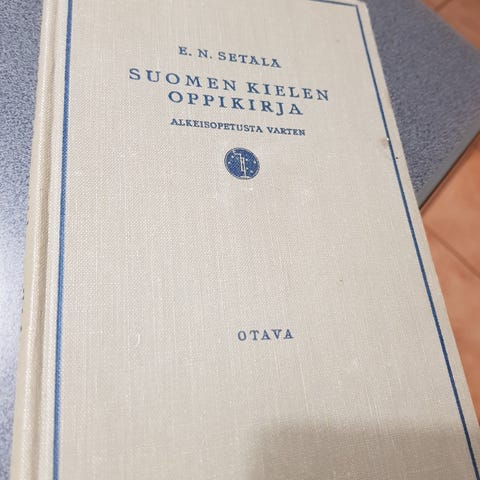 E. N. SETÄLÄ
SUOMEN KIELEN
OPPIKIRJA
ALKEISOPETUSTA VARTEN
OTAVA